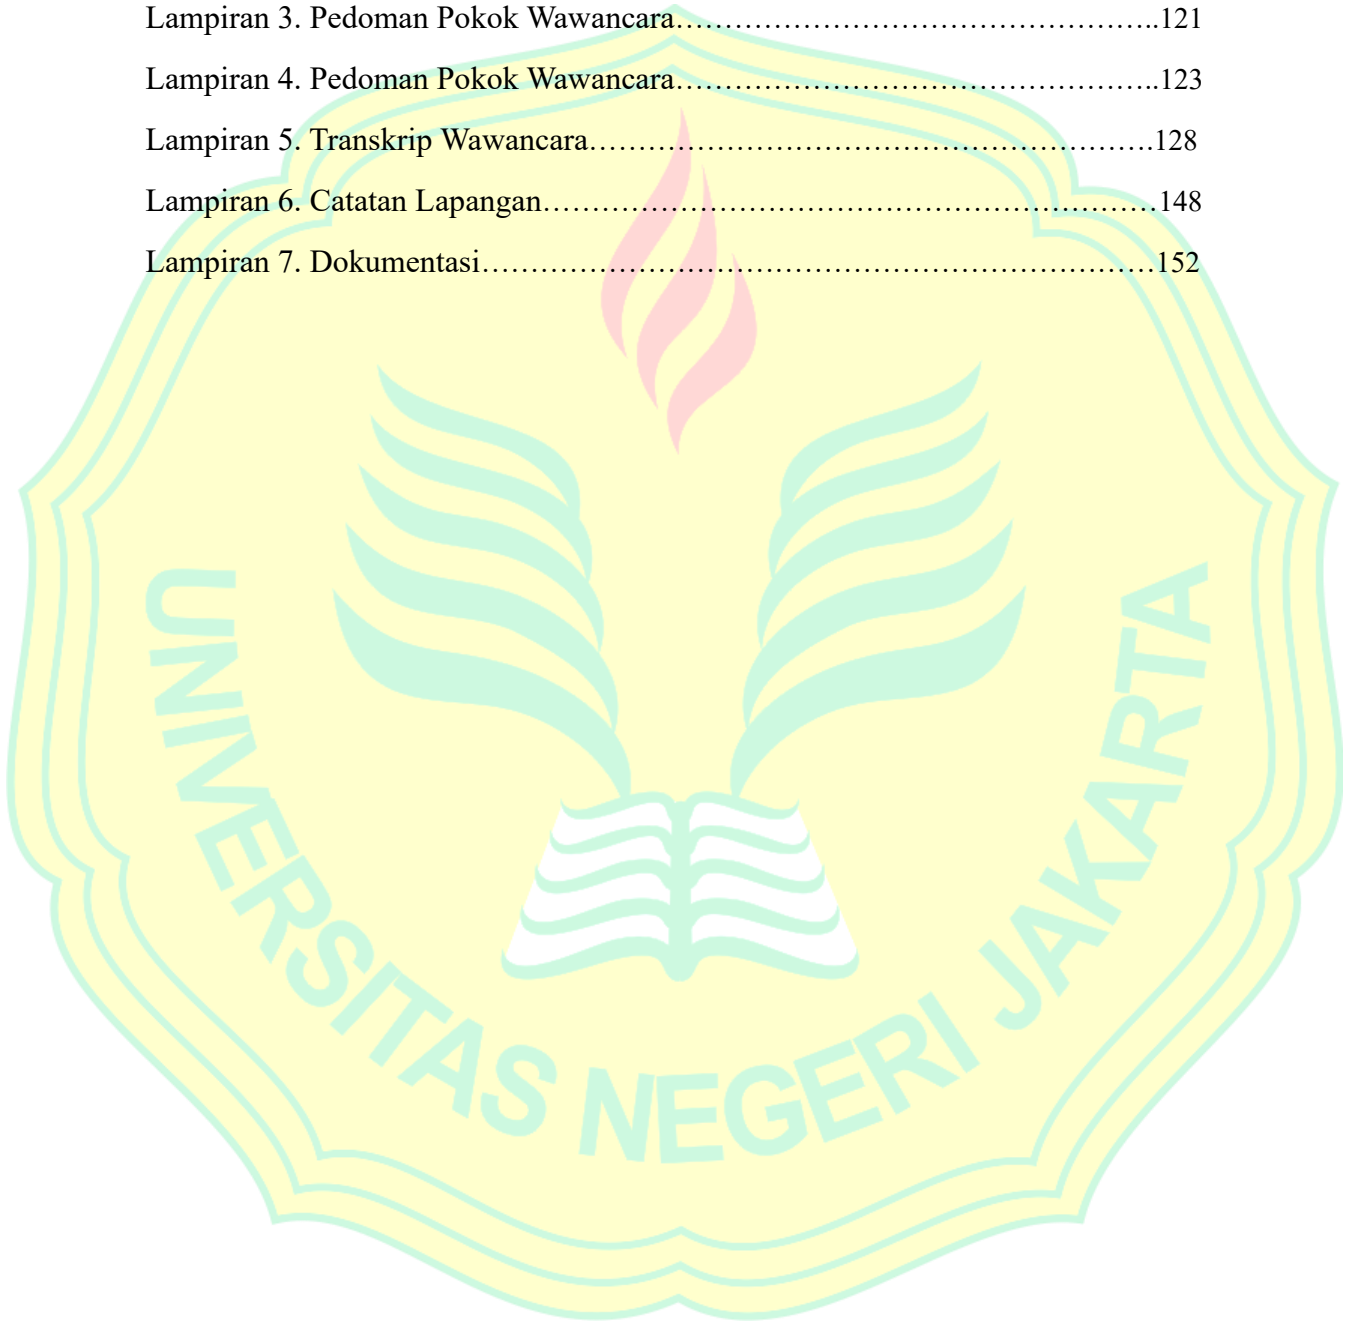 Lampiran 3. Pedoman Pokok Wawancara…………………………………………..121
Lampiran 4. Pedoman Pokok Wawancara…………………………………………..123
Lampiran 5. Transkrip Wawancara………………………………………………….128
Lampiran 6. Catatan Lapangan………………………………………………………148
Lampiran 7. Dokumentasi……………………………………………………………152
UNIVERSITAS NEGERI JAKARTA